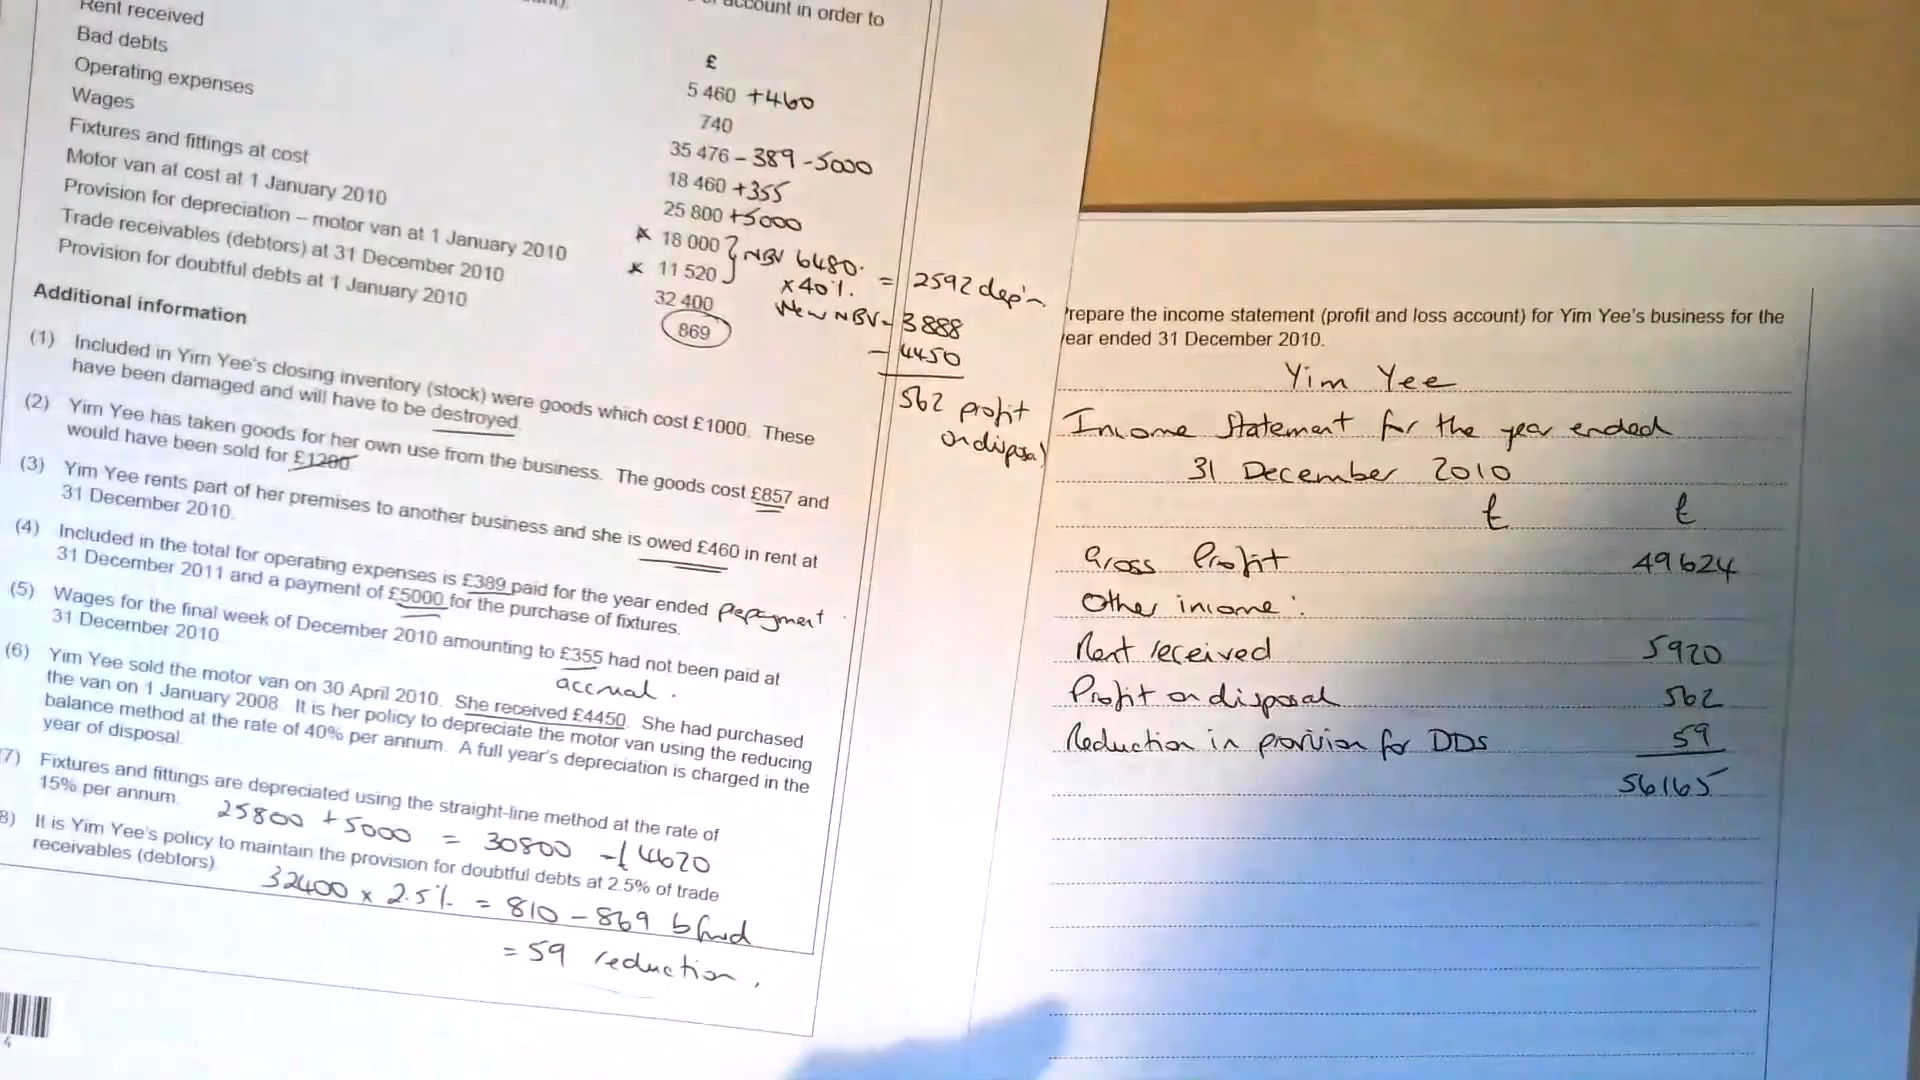 account in order to
Rent received
Bad debts
Operating expenses
Wages
Fixtures and fittings at cost
Motor van at cost at 1 January 2010
Provision for depreciation – motor van at 1 January 2010
Trade receivables (debtors) at 31 December 2010
Provision for doubtful debts at 1 January 2010
£
5 460 +460
740
35 476 – 389 -5000
18 460 +355
25 800 +5000
x 18 000 } NBV 6480.
x 11 520
x40%. = 2592 dep'n.
32 400
New NBV - 3888
869
- 4450
562 profit
on disposal
Additional information
(1) Included in Yim Yee's closing inventory (stock) were goods which cost £1000. These
have been damaged and will have to be destroyed.
(2) Yim Yee has taken goods for her own use from the business. The goods cost £857 and
would have been sold for £1200
(3) Yim Yee rents part of her premises to another business and she is owed £460 in rent at
31 December 2010.
(4) Included in the total for operating expenses is £389 paid for the year ended prepayment
31 December 2011 and a payment of £5000 for the purchase of fixtures.
(5) Wages for the final week of December 2010 amounting to £355 had not been paid at
31 December 2010.
accrual.
(6) Yim Yee sold the motor van on 30 April 2010. She received £4450. She had purchased
the van on 1 January 2008. It is her policy to depreciate the motor van using the reducing
balance method at the rate of 40% per annum. A full year's depreciation is charged in the
year of disposal.
7) Fixtures and fittings are depreciated using the straight-line method at the rate of
15% per annum.
25800 +5000 = 30800 -£4620
8) It is Yim Yee's policy to maintain the provision for doubtful debts at 2.5% of trade
receivables (debtors).
32400 x 2.5% = 810 - 869 b fwd
= 59 reduction.
4
Prepare the income statement (profit and loss account) for Yim Yee's business for the
year ended 31 December 2010.
Yim Yee
Income Statement for the year ended
31 December 2010
£ £
Gross Profit 49624
Other income:
Rent received 5920
Profit on disposal 562
Reduction in provision for DDS 59
56165